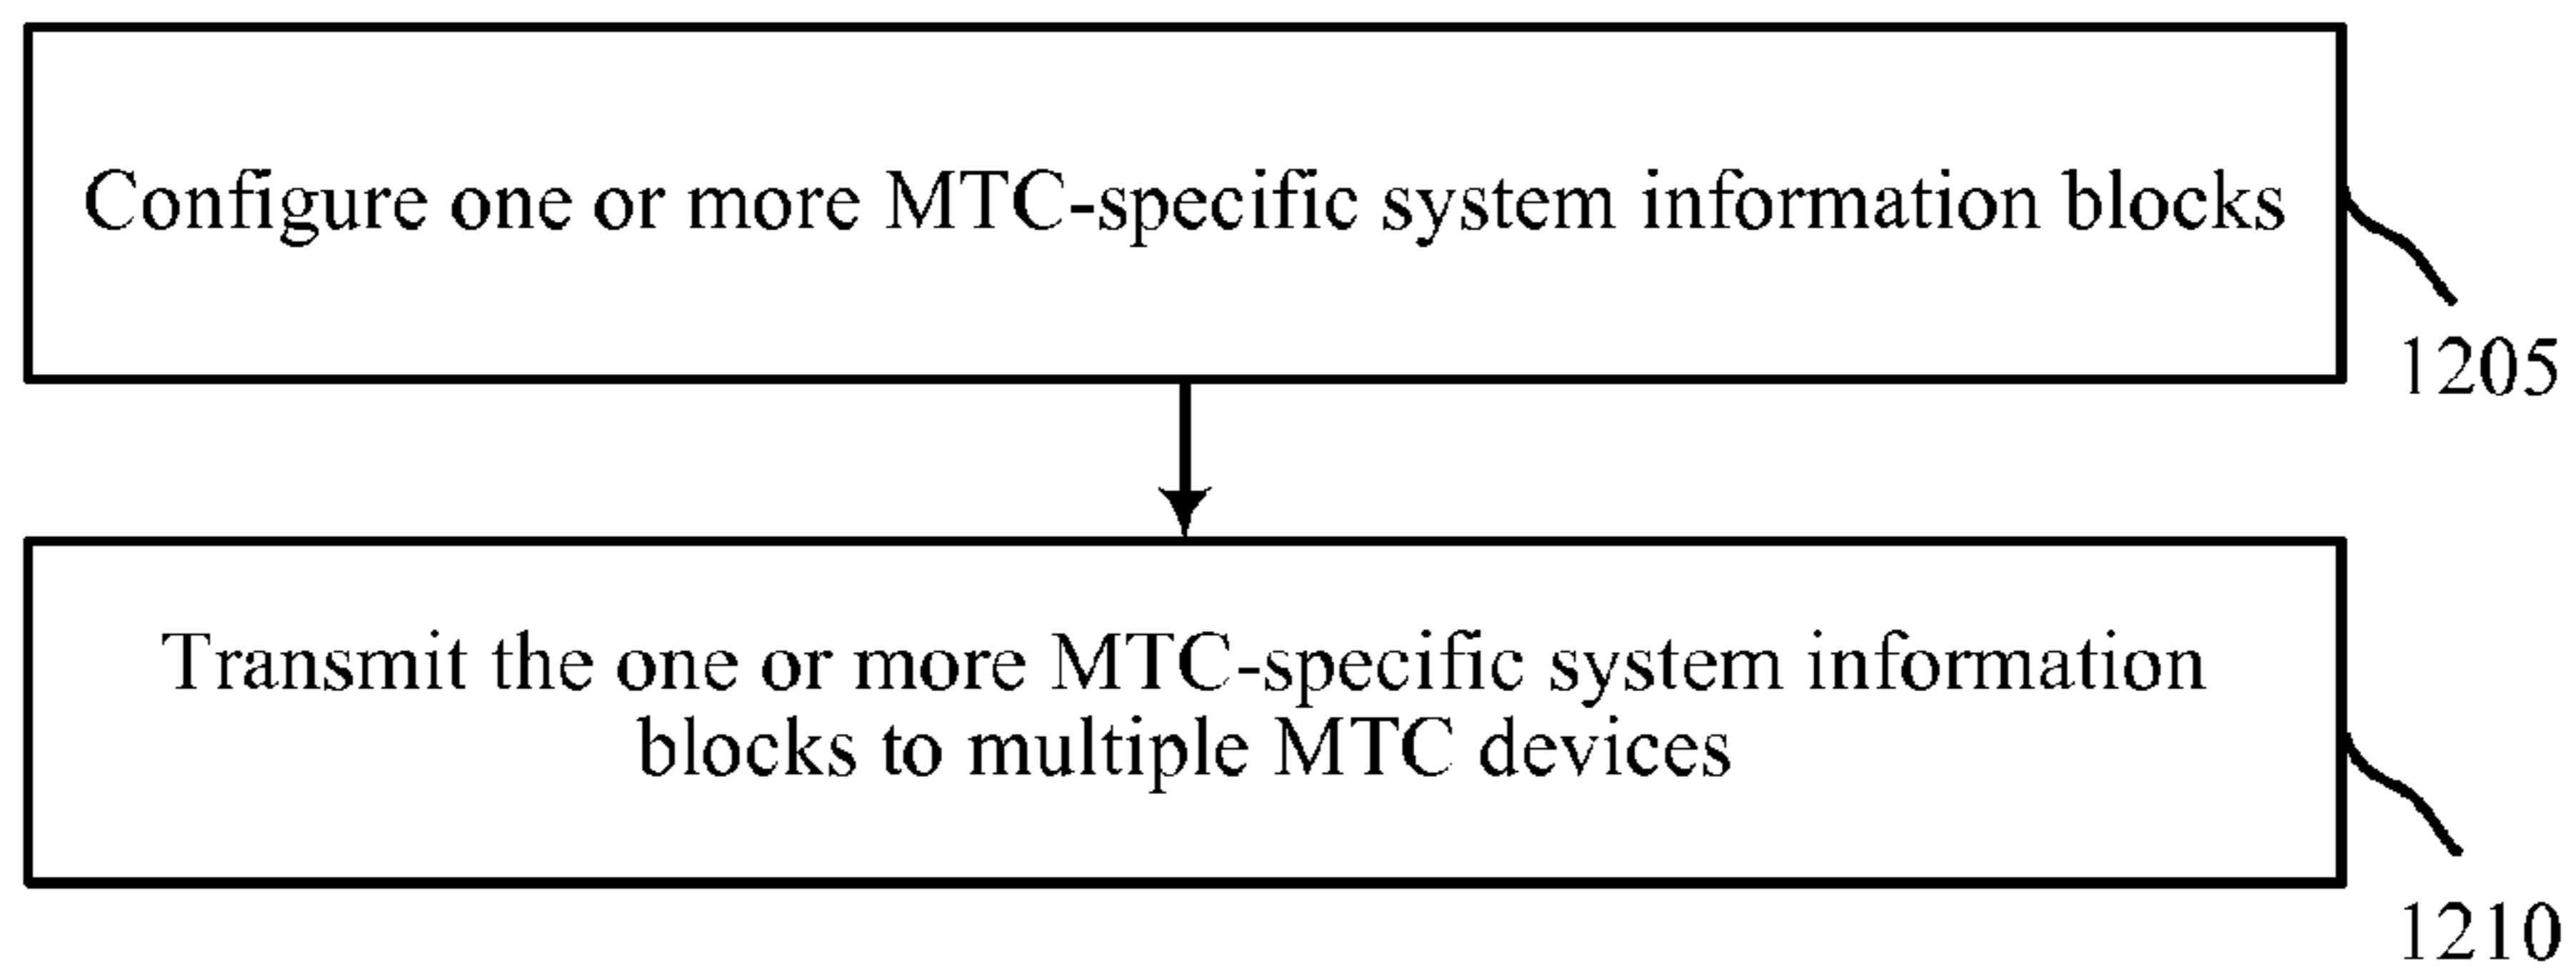 Configure one or more MTC-specific system information blocks
1205
Transmit the one or more MTC-specific system information
blocks to multiple MTC devices
1210